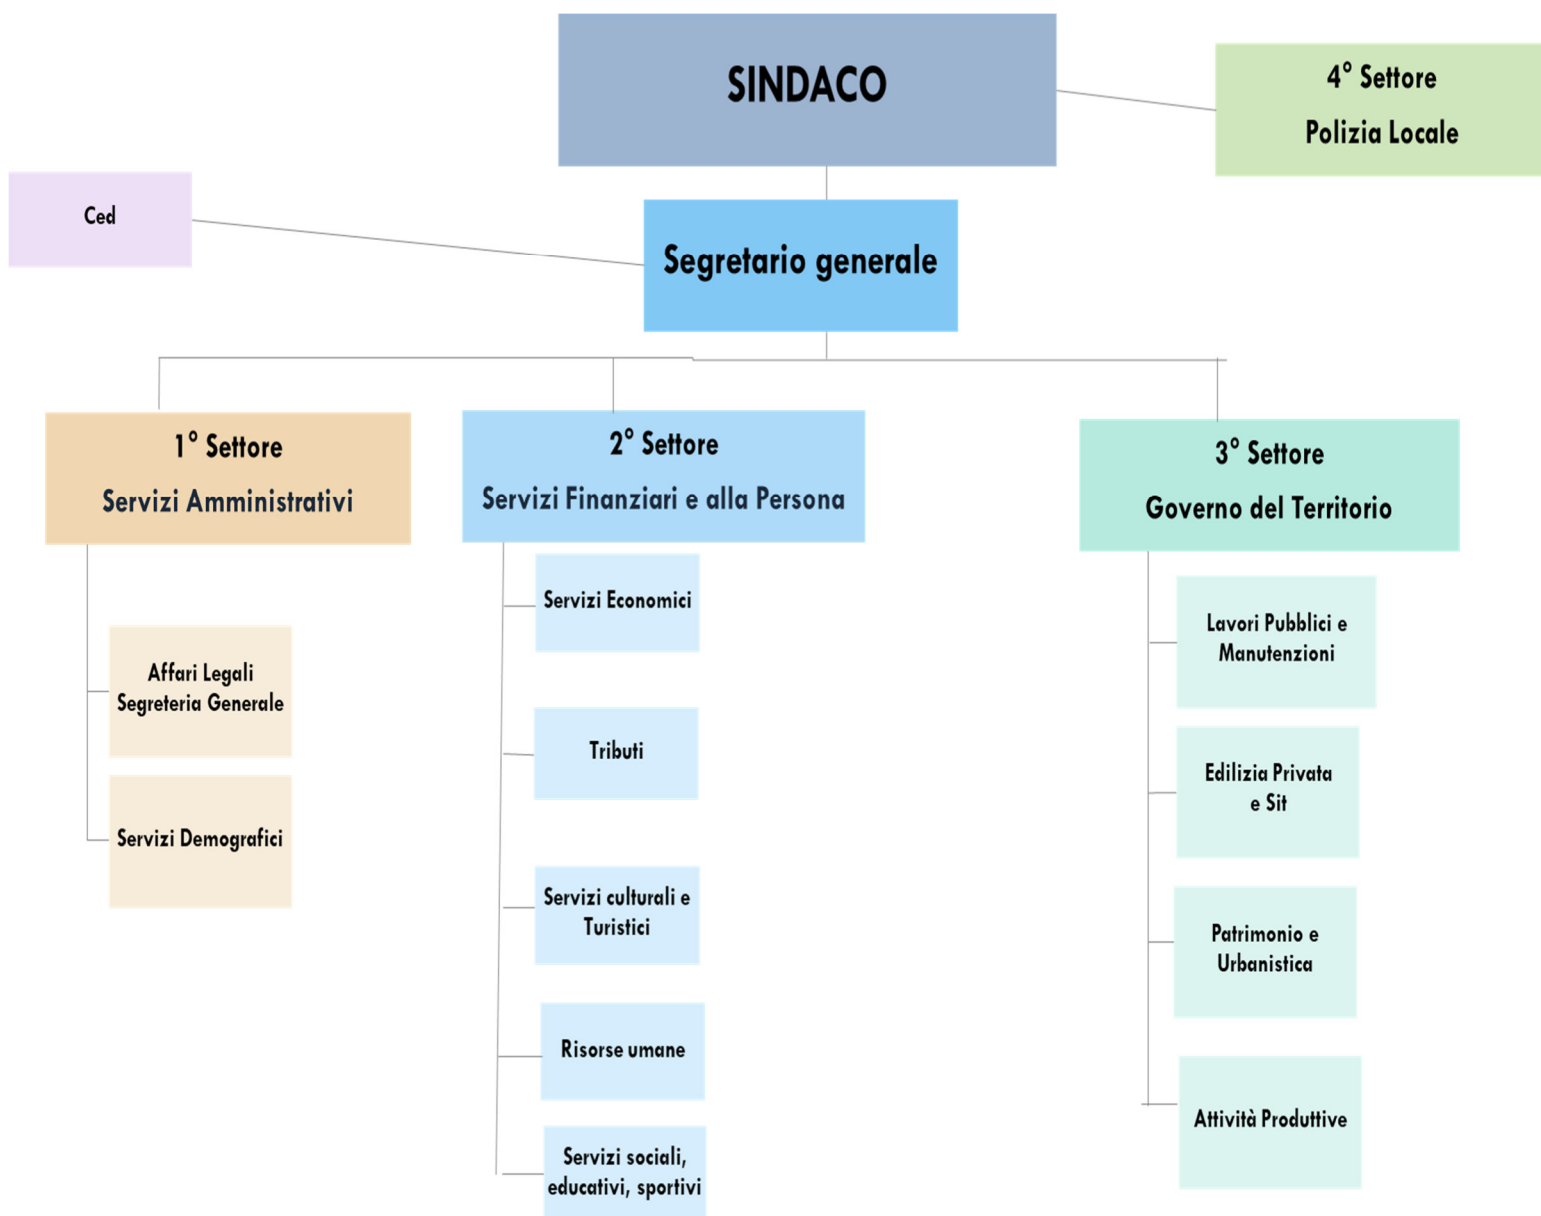 SINDACO
4° Settore
Polizia Locale
Ced
Segretario generale
1° Settore
Servizi Amministrativi
2° Settore
Servizi Finanziari e alla Persona
3° Settore
Governo del Territorio
Affari Legali
Segreteria Generale
Servizi Demografici
Servizi Economici
Tributi
Servizi culturali e
Turistici
Risorse umane
Servizi sociali,
educativi, sportivi
Lavori Pubblici e
Manutenzioni
Edilizia Privata
e Sit
Patrimonio e
Urbanistica
Attività Produttive